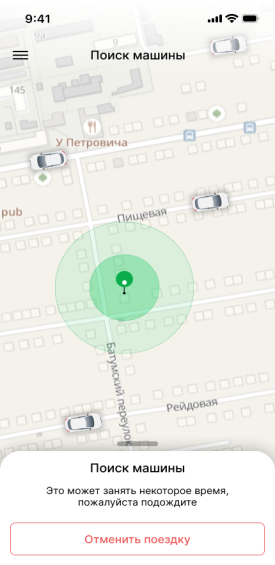 9:41
Поиск машины
9
145
У Петровича
pub
Пищевая
Батумский переулок
Рейдовая
Поиск машины
Это может занять некоторое время,
пожалуйста подождите
Отменить поездку